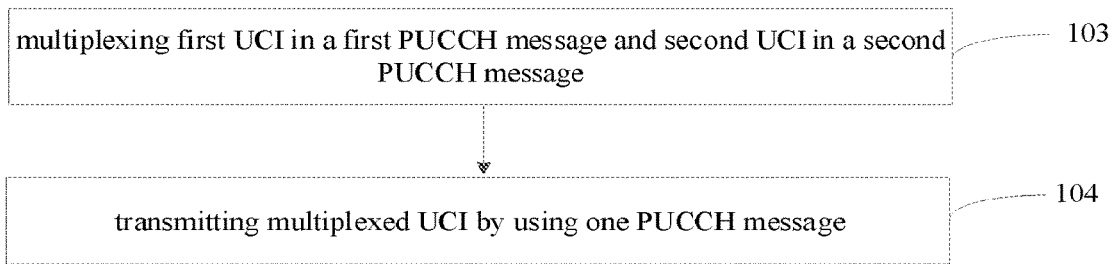 multiplexing first UCI in a first PUCCH message and second UCI in a second
PUCCH message
103
transmitting multiplexed UCI by using one PUCCH message
104